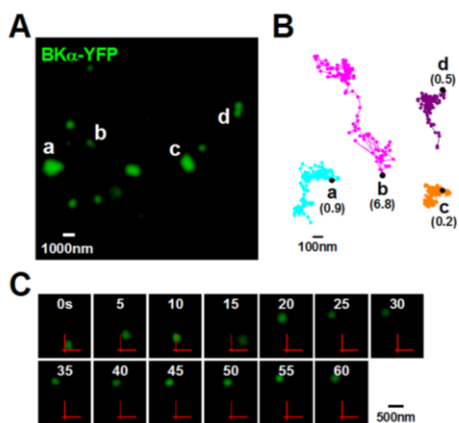 A
BKα-YFP
a
b
c
d
1000nm
B
d
(0.5)
a
(0.9)
b
(6.8)
c
(0.2)
100nm
C
0s 5 10 15 20 25 30
35 40 45 50 55 60
500nm